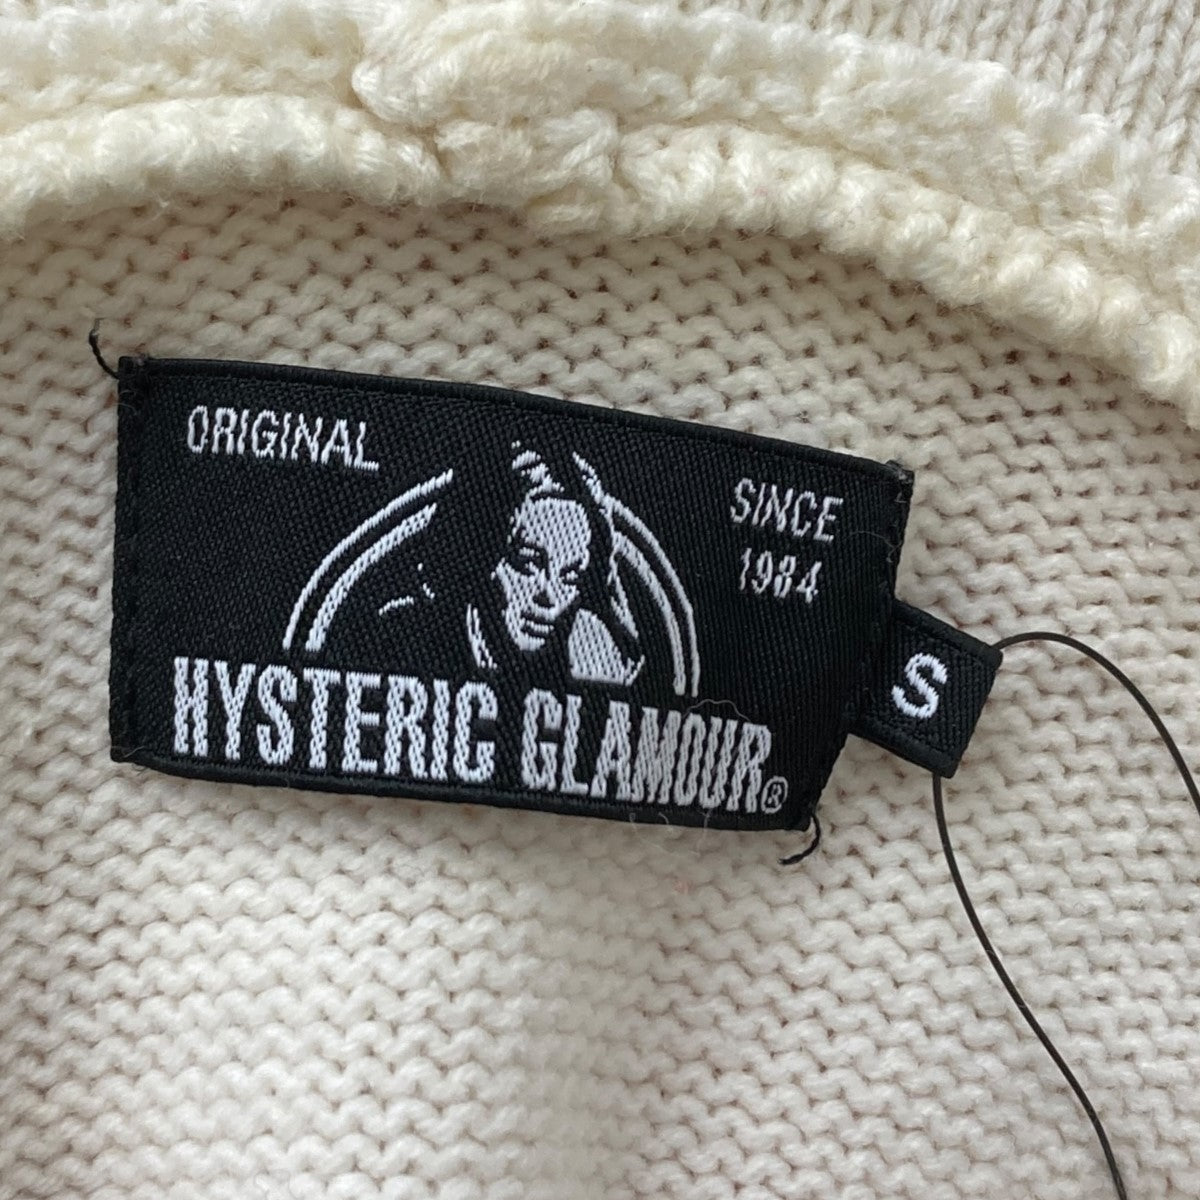 ORIGINAL
SINCE
1984
HYSTERIC GLAMOUR®
S